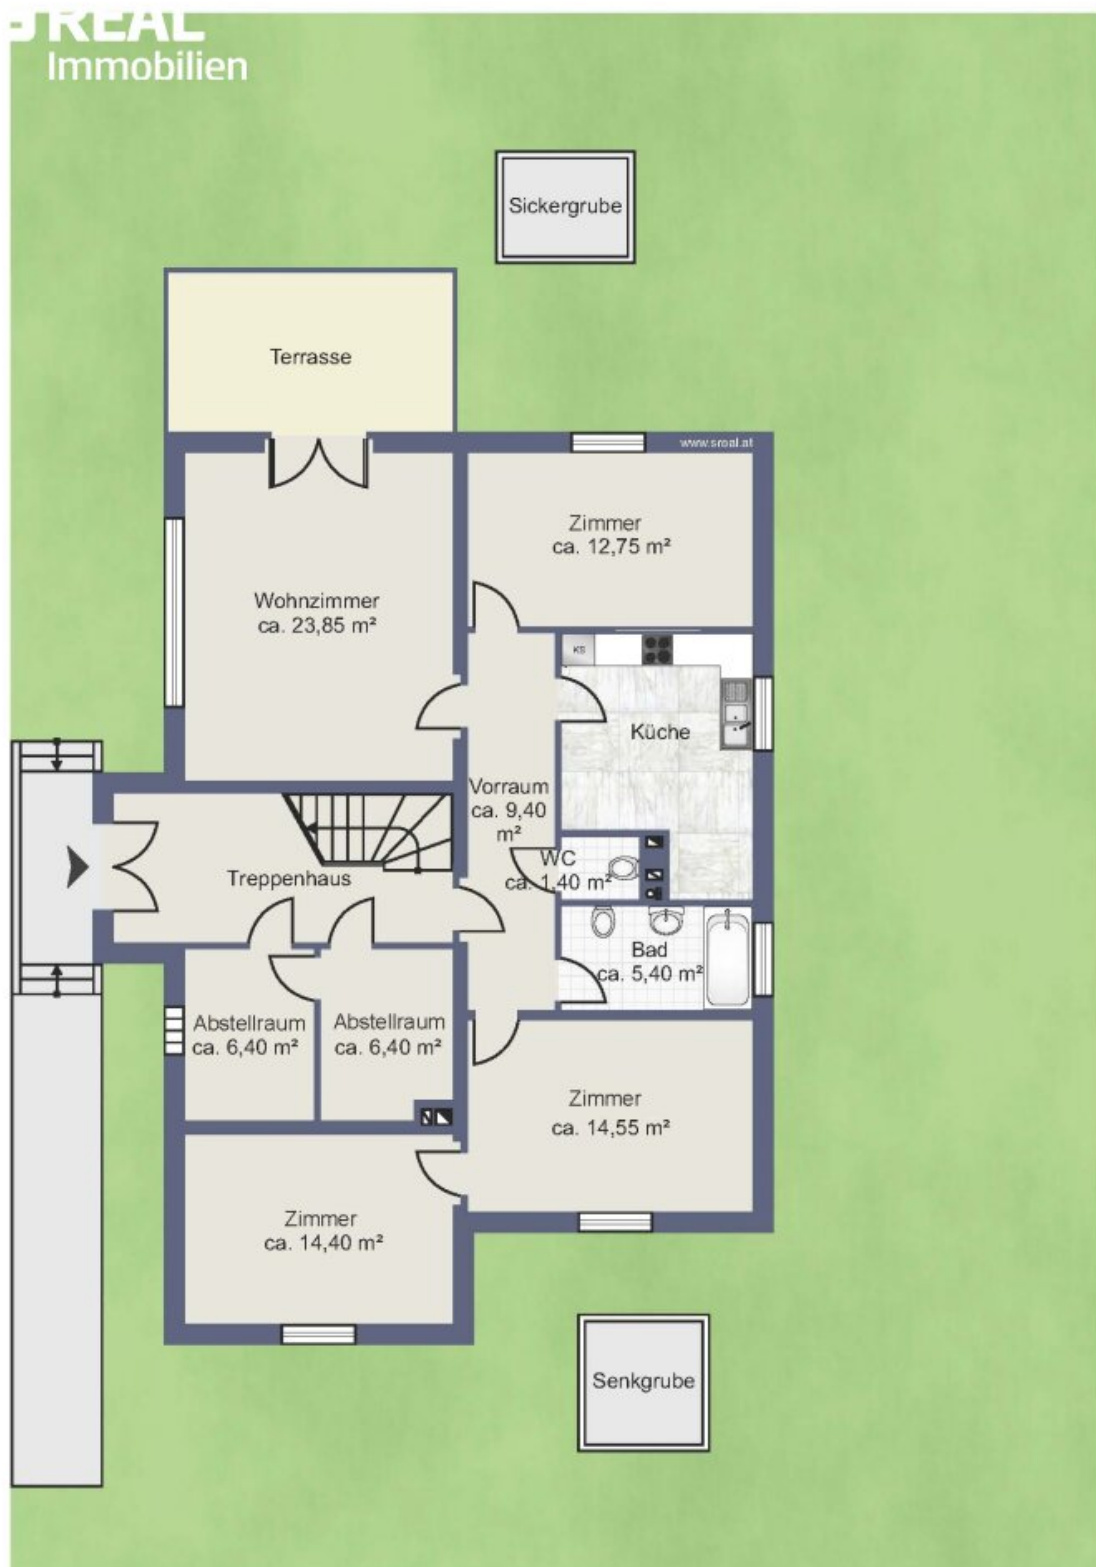 REAL
Immobilien
Sickergrube
Terrasse
www.sreal.at
Zimmer
ca. 12,75 m²
Wohnzimmer
ca. 23,85 m²
KS
Küche
Vorraum
ca. 9,40
m²
WC
ca. 1,40 m²
Treppenhaus
Bad
ca. 5,40 m²
Abstellraum
ca. 6,40 m²
Abstellraum
ca. 6,40 m²
Zimmer
ca. 14,55 m²
Zimmer
ca. 14,40 m²
Senkgrube